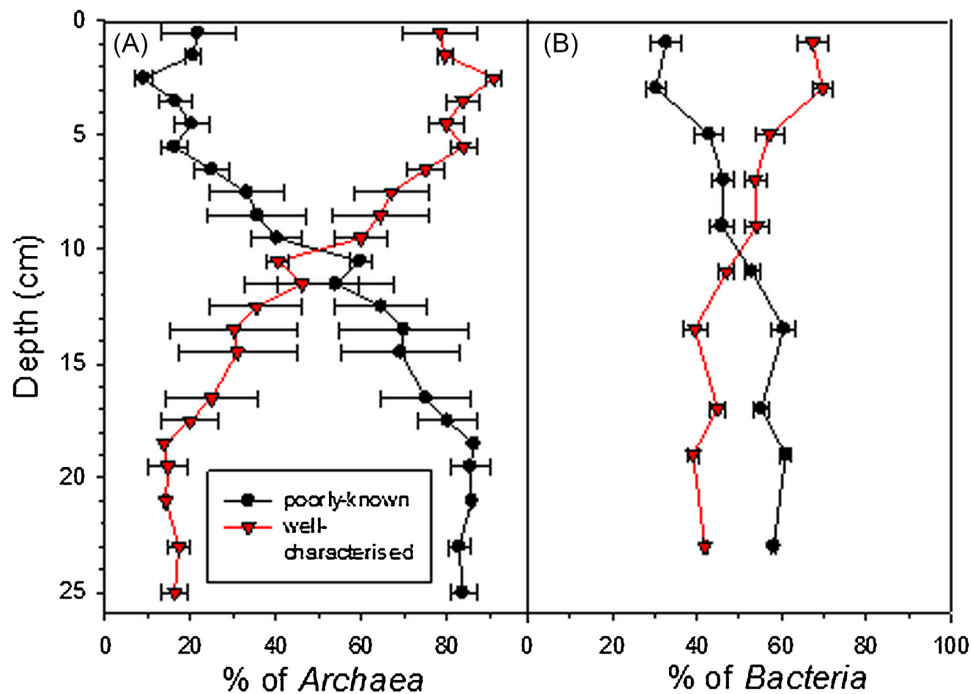 (A)
(B)
0
5
10
15
20
25
Depth (cm)
poorly-known
well-
characterised
20
40
60
80
0
20
40
60
80
100
% of Archaea
% of Bacteria